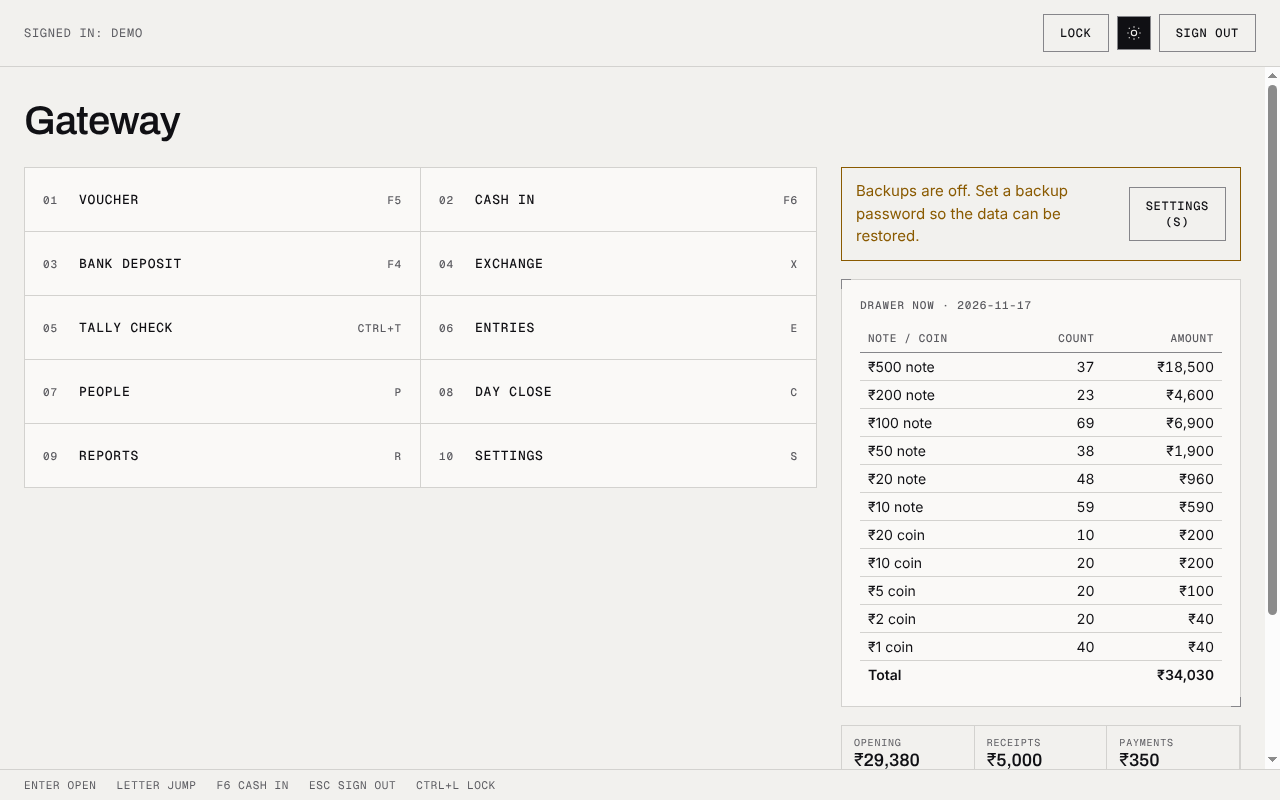 SIGNED IN: DEMO
LOCK
SIGN OUT
Gateway
01 VOUCHER F5
02 CASH IN F6
03 BANK DEPOSIT F4
04 EXCHANGE X
05 TALLY CHECK CTRL+T
06 ENTRIES E
07 PEOPLE P
08 DAY CLOSE C
09 REPORTS R
10 SETTINGS S
Backups are off. Set a backup
password so the data can be
restored.
SETTINGS
(S)
DRAWER NOW · 2026-11-17
NOTE / COIN COUNT AMOUNT
₹500 note 37 ₹18,500
₹200 note 23 ₹4,600
₹100 note 69 ₹6,900
₹50 note 38 ₹1,900
₹20 note 48 ₹960
₹10 note 59 ₹590
₹20 coin 10 ₹200
₹10 coin 20 ₹200
₹5 coin 20 ₹100
₹2 coin 20 ₹40
₹1 coin 40 ₹40
Total ₹34,030
OPENING RECEIPTS PAYMENTS
₹29,380 ₹5,000 ₹350
ENTER OPEN LETTER JUMP F6 CASH IN ESC SIGN OUT CTRL+L LOCK